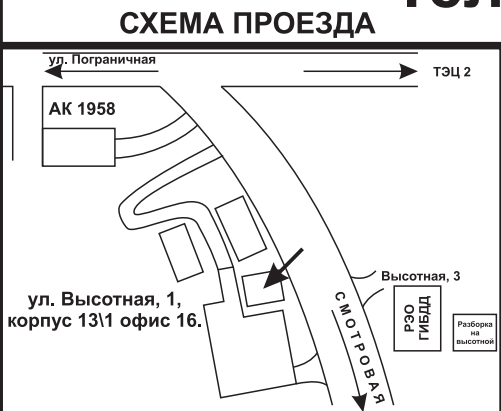 СХЕМА ПРОЕЗДА
ул. Пограничная
ТЭЦ 2
АК 1958
Высотная, 3
ул. Высотная, 1,
корпус 13\1 офис 16.
СМОТРОВАЯ
РЭО
ГИБДД
Разборка
на
высотной